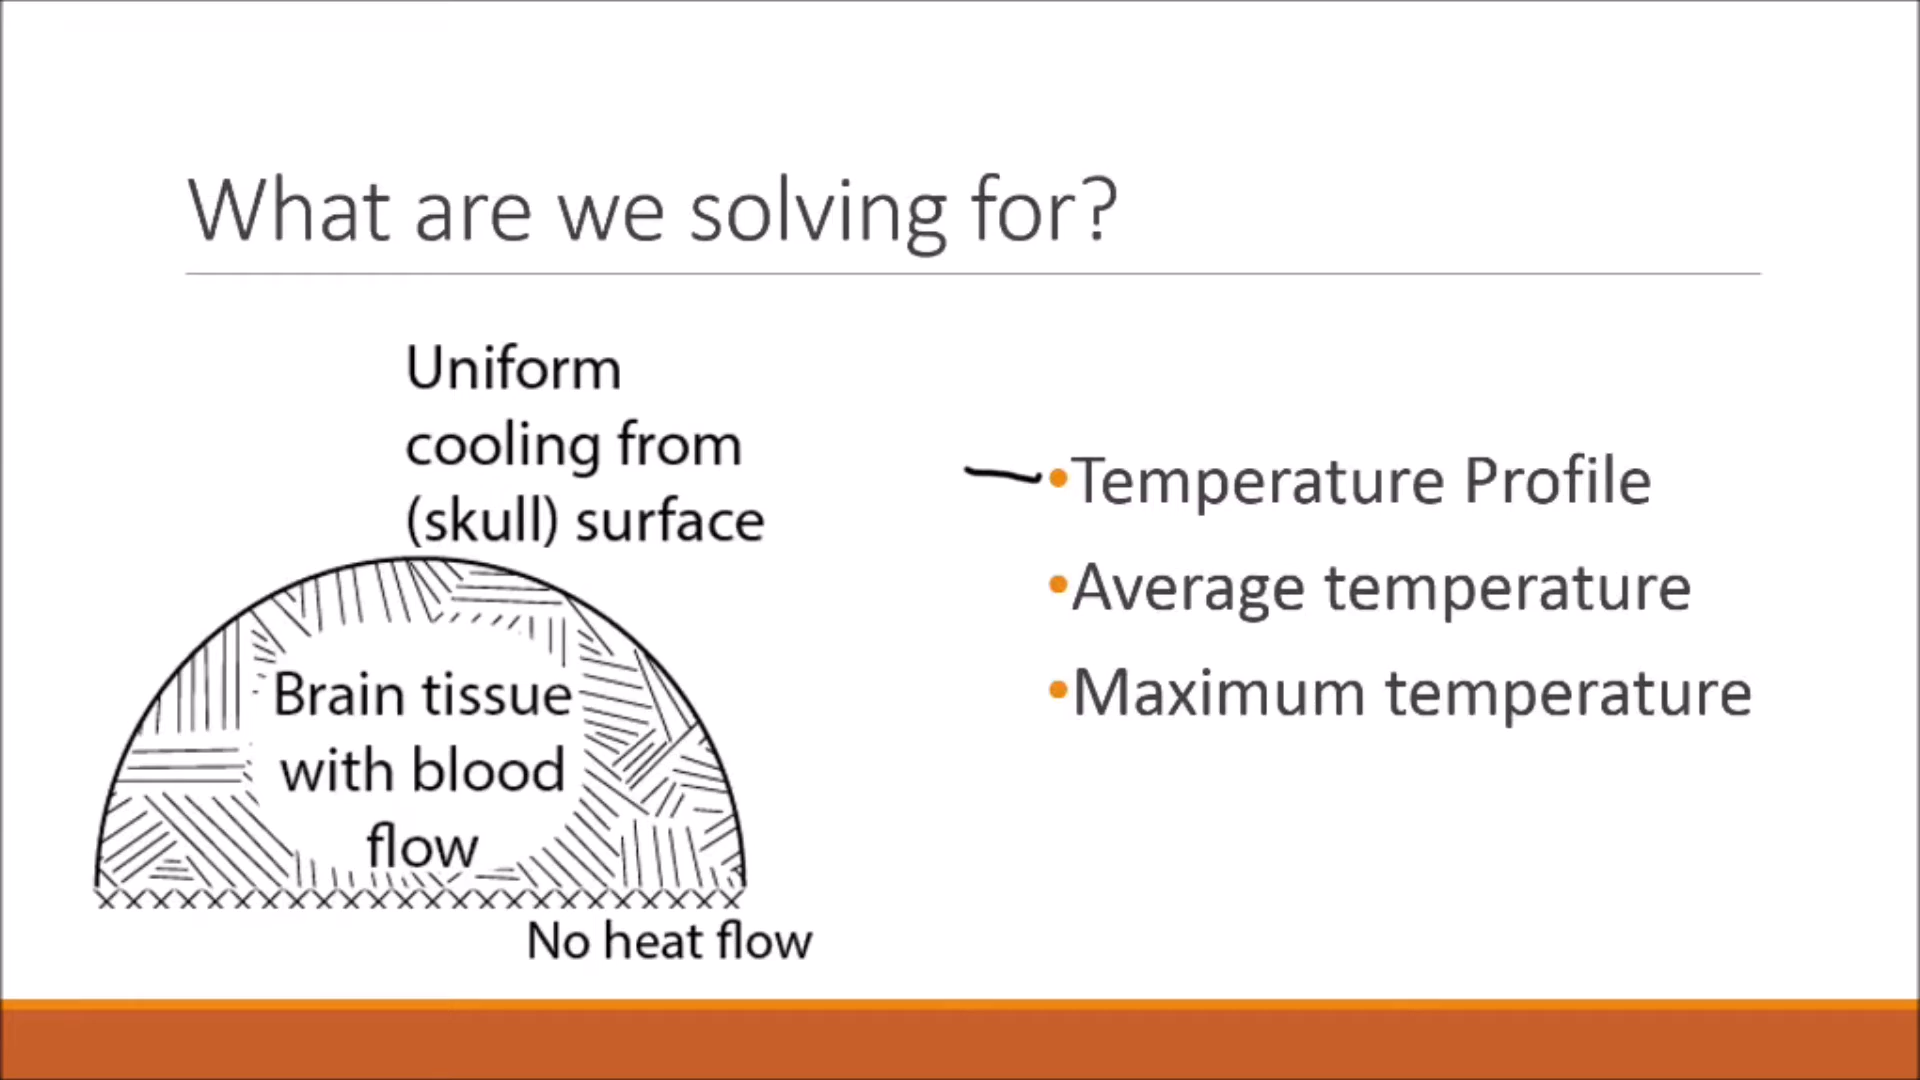 What are we solving for?
Uniform
cooling from
(skull) surface
Brain tissue
with blood
flow
No heat flow
•Temperature Profile
•Average temperature
•Maximum temperature